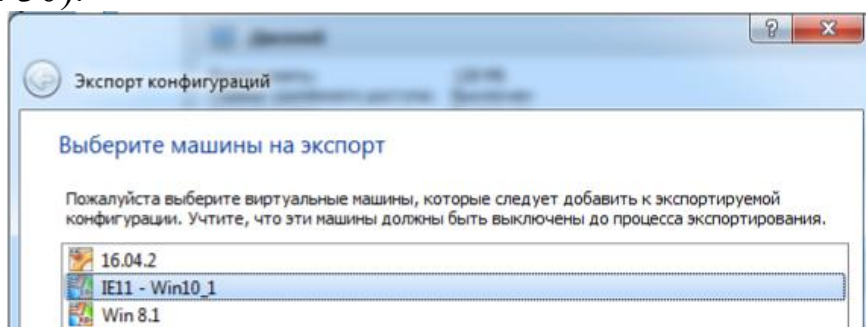 Экспорт конфигураций
Выберите машины на экспорт
Пожалуйста выберите виртуальные машины, которые следует добавить к экспортируемой
конфигурации. Учтите, что эти машины должны быть выключены до процесса экспортирования.
16.04.2
IE11 - Win10_1
Win 8.1